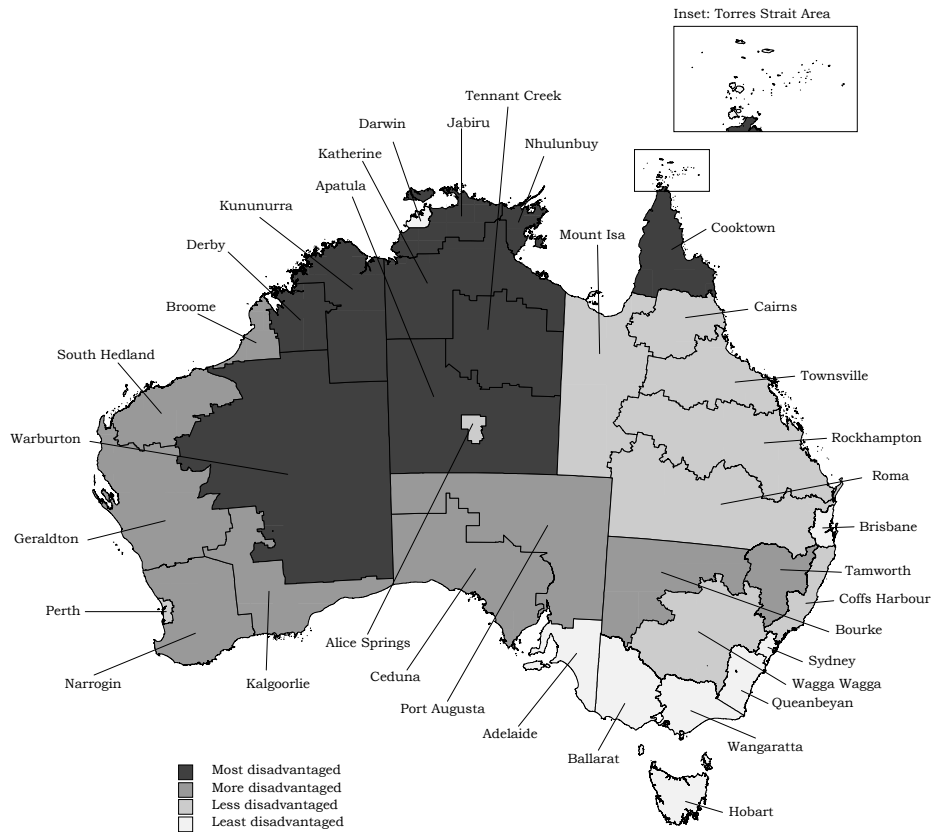 Inset: Torres Strait Area
Tennant Creek
Darwin
Jabiru
Katherine
Nhulunbuy
Apatula
Kununurra
Mount Isa
Cooktown
Derby
Broome
Cairns
South Hedland
Townsville
Warburton
Rockhampton
Roma
Brisbane
Geraldton
Tamworth
Coffs Harbour
Perth
Bourke
Alice Springs
Sydney
Ceduna
Narrogin
Kalgoorlie
Wagga Wagga
Queanbeyan
Port Augusta
Adelaide
Wangaratta
Ballarat
Most disadvantaged
More disadvantaged
Less disadvantaged
Least disadvantaged
Hobart